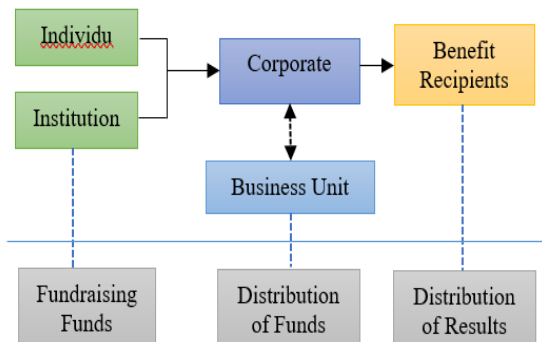 Individu
Institution
Corporate
Benefit
Recipients
Business Unit
Fundraising
Funds
Distribution
of Funds
Distribution
of Results